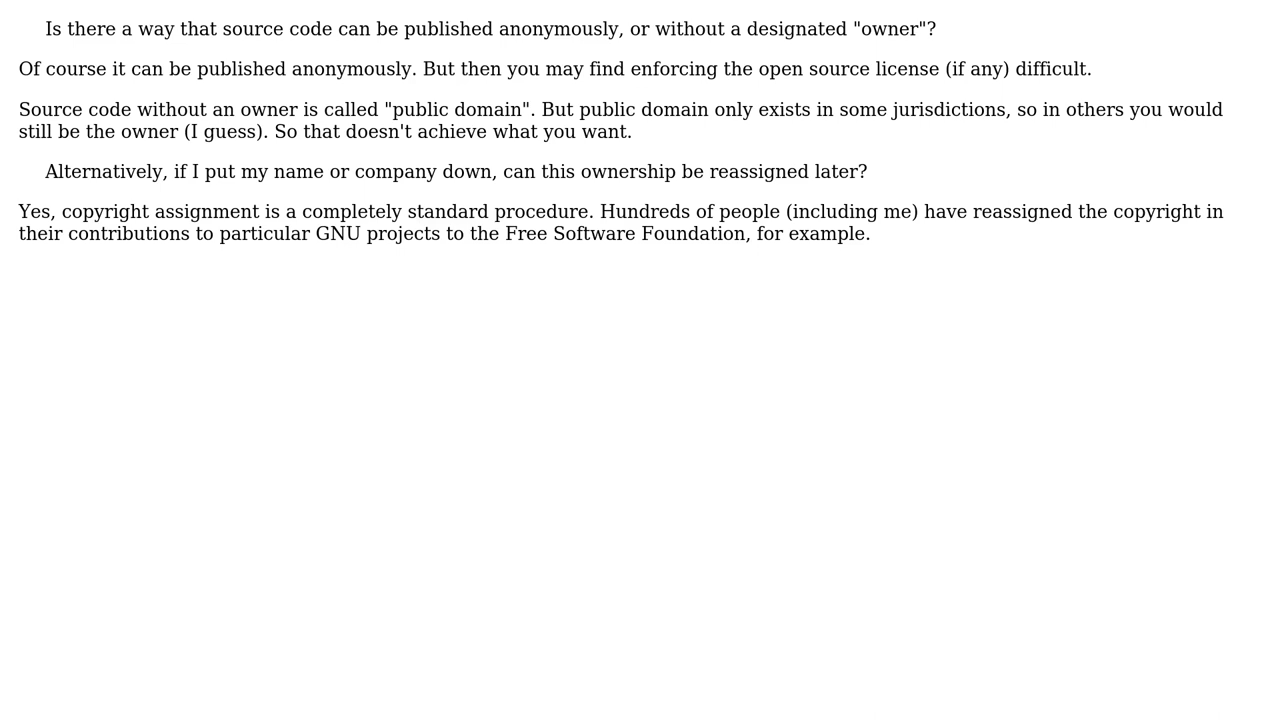 Is there a way that source code can be published anonymously, or without a designated "owner"?
Of course it can be published anonymously. But then you may find enforcing the open source license (if any) difficult.
Source code without an owner is called "public domain". But public domain only exists in some jurisdictions, so in others you would
still be the owner (I guess). So that doesn't achieve what you want.
Alternatively, if I put my name or company down, can this ownership be reassigned later?
Yes, copyright assignment is a completely standard procedure. Hundreds of people (including me) have reassigned the copyright in
their contributions to particular GNU projects to the Free Software Foundation, for example.